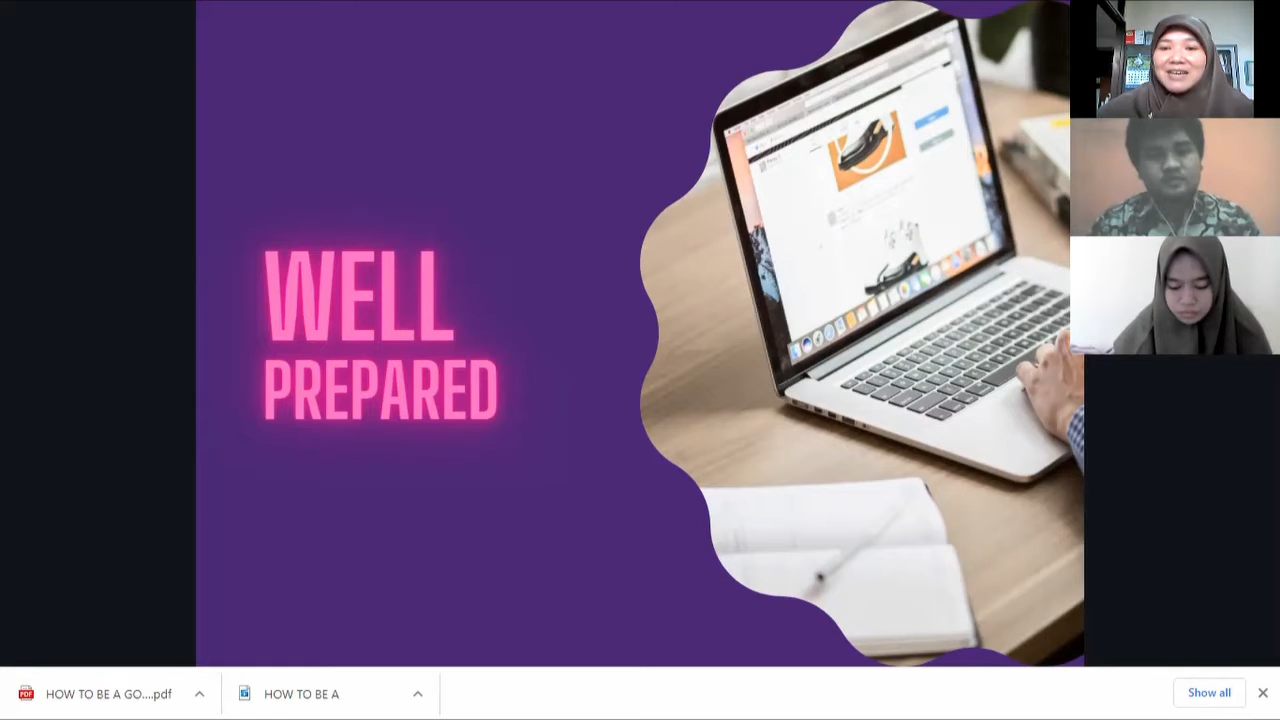 WELL
PREPARED
HOW TO BE A GO....pdf
HOW TO BE A
Show all